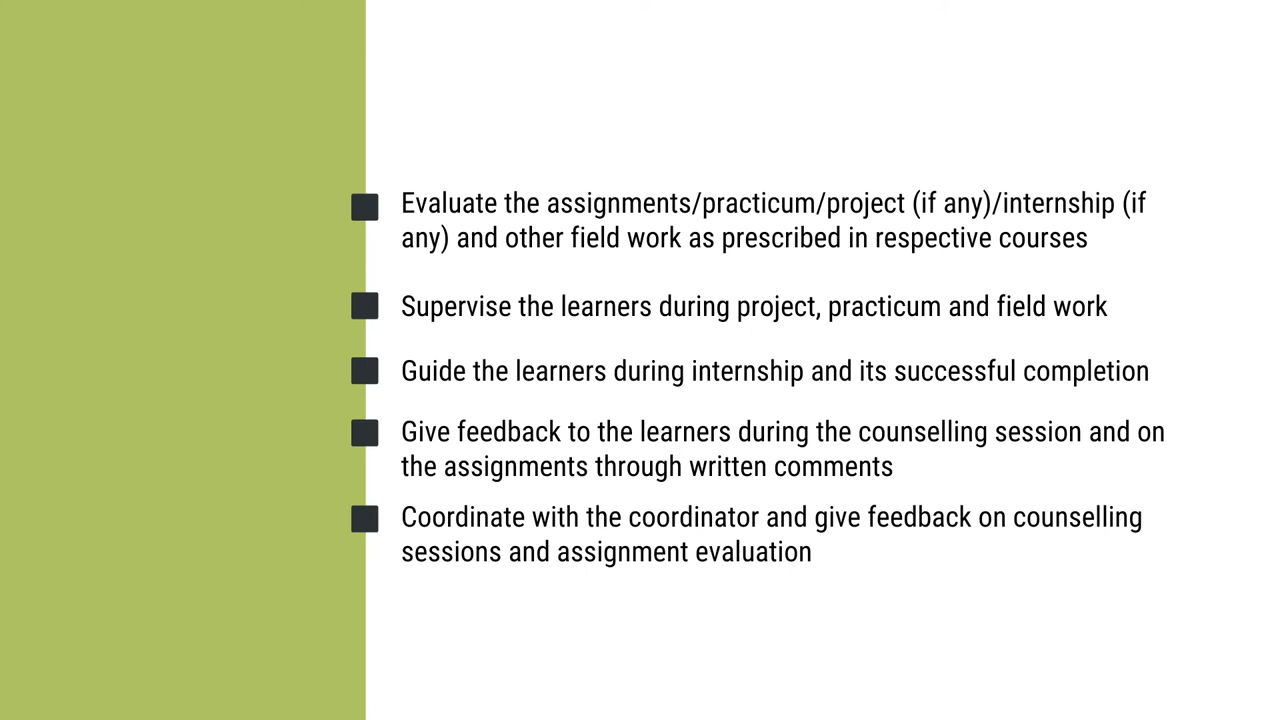 Evaluate the assignments/practicum/project (if any)/internship (if
any) and other field work as prescribed in respective courses
Supervise the learners during project, practicum and field work
Guide the learners during internship and its successful completion
Give feedback to the learners during the counselling session and on
the assignments through written comments
Coordinate with the coordinator and give feedback on counselling
sessions and assignment evaluation